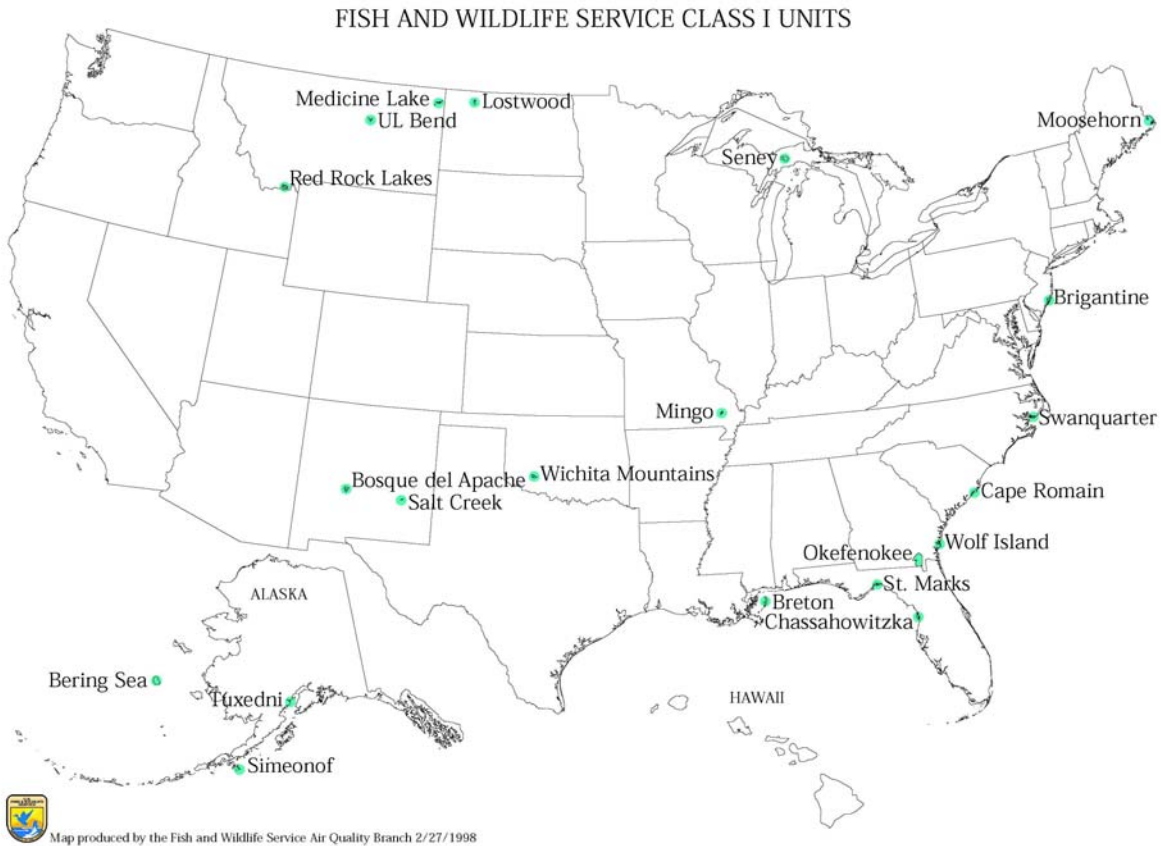 FISH AND WILDLIFE SERVICE CLASS I UNITS
Medicine Lake
Lostwood
UL Bend
Moosehorn
Seney
Red Rock Lakes
Brigantine
Mingo
Swanquarter
Bosque del Apache
Wichita Mountains
Salt Creek
Cape Romain
Okefenokee
Wolf Island
ALASKA
St. Marks
Breton
Chassahowitzka
Bering Sea
Tuxedni
HAWAII
Simeonof
Map produced by the Fish and Wildlife Service Air Quality Branch 2/27/1998